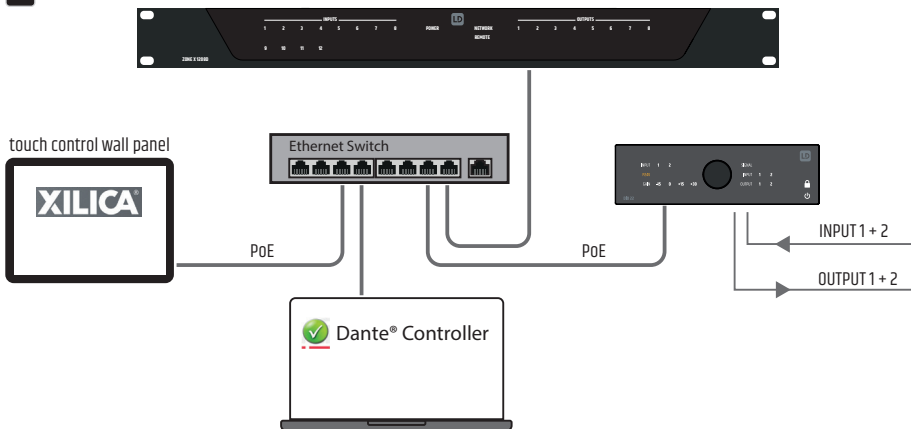 INPUTS
OUTPUTS
LD
1 2 3 4 5 6 7 8
POWER
NETWORK
REMOTE
1 2 3 4 5 6 7 8
9 10 11 12
ZONE X 1208D
touch control wall panel
XILICA
Ethernet Switch
PoE
PoE
LD
INPUT 1 2
GAIN -15 0 +15 +30
SIGNAL
INPUT 1 2
OUTPUT 1 2
INPUT 1 + 2
OUTPUT 1 + 2
Dante® Controller